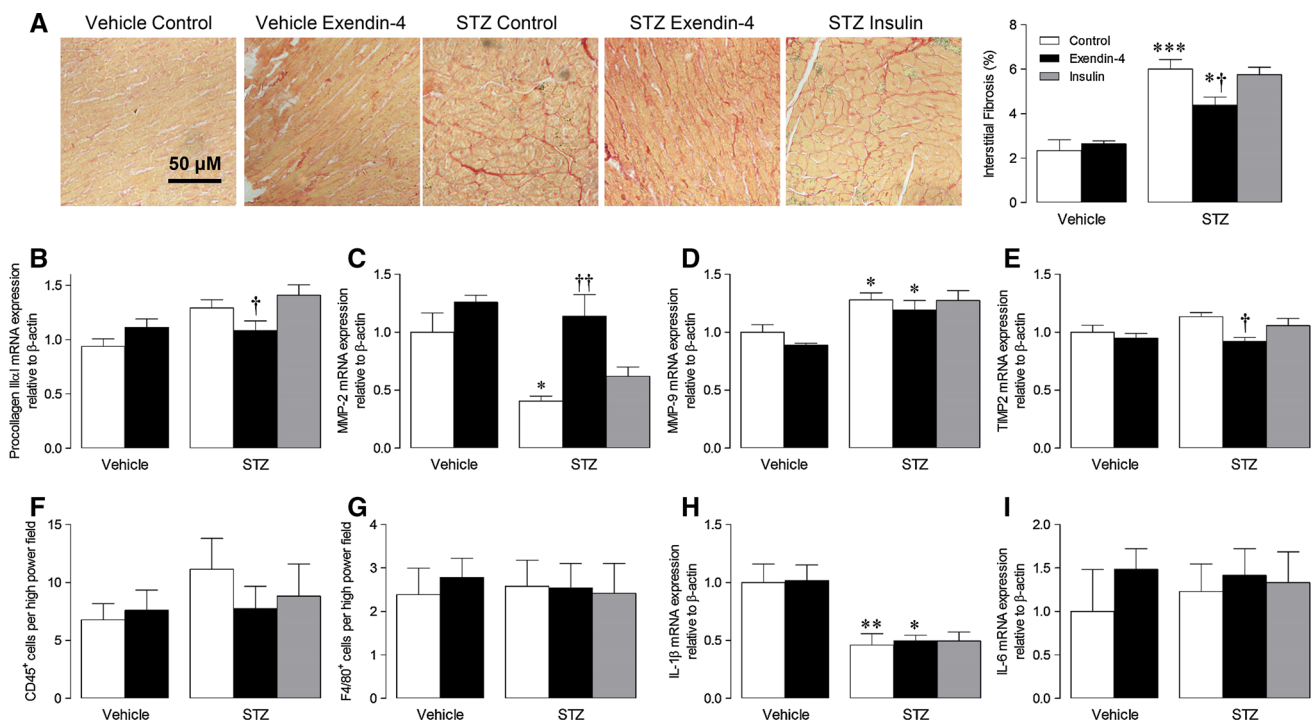 A
Vehicle Control
Vehicle Exendin-4
STZ Control
STZ Exendin-4
STZ Insulin
50 µM
Interstitial Fibrosis (%)
8
6
4
2
0
Control
Exendin-4
Insulin
***
*†
Vehicle
STZ
B
Procollagen IIIαI mRNA expression
relative to β-actin
1.5
1.0
0.5
0.0
†
Vehicle
STZ
C
MMP-2 mRNA expression
relative to β-actin
1.5
1.0
0.5
0.0
*
††
Vehicle
STZ
D
MMP-9 mRNA expression
relative to β-actin
1.5
1.0
0.5
0.0
*
*
Vehicle
STZ
E
TIMP2 mRNA expression
relative to β-actin
1.5
1.0
0.5
0.0
†
Vehicle
STZ
F
CD45⁺ cells per high power field
15
10
5
0
Vehicle
STZ
G
F4/80⁺ cells per high power field
4
3
2
1
0
Vehicle
STZ
H
IL-1β mRNA expression
relative to β-actin
1.5
1.0
0.5
0.0
**
*
Vehicle
STZ
I
IL-6 mRNA expression
relative to β-actin
2.0
1.5
1.0
0.5
0.0
Vehicle
STZ